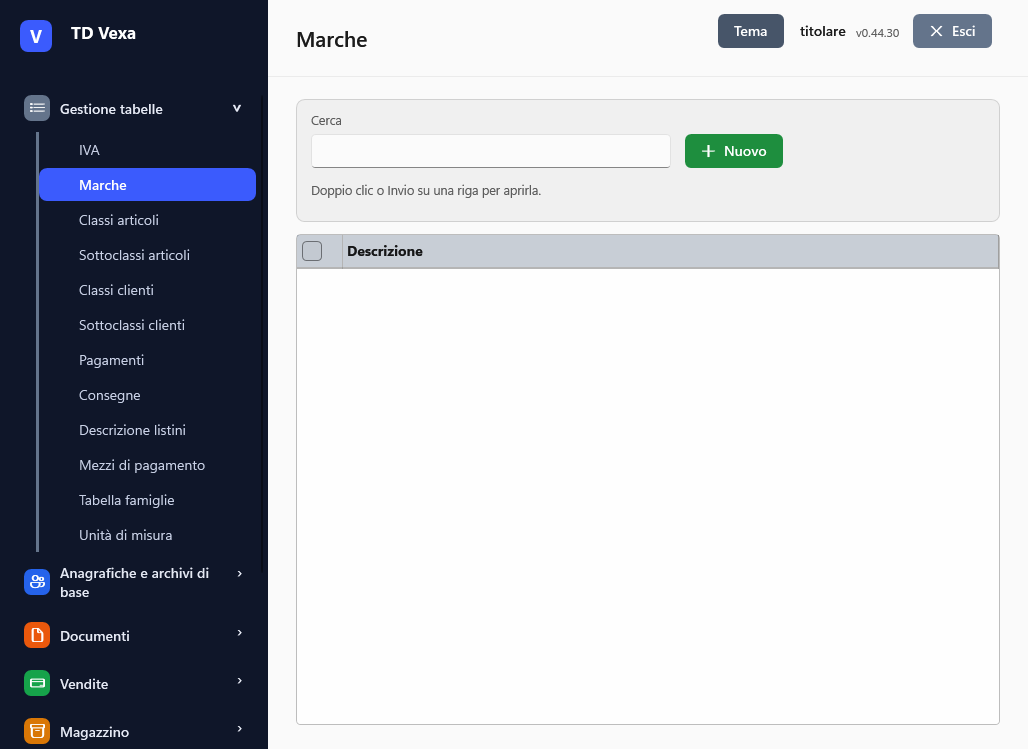 V
TD Vexa
Gestione tabelle
IVA
Marche
Classi articoli
Sottoclassi articoli
Classi clienti
Sottoclassi clienti
Pagamenti
Consegne
Descrizione listini
Mezzi di pagamento
Tabella famiglie
Unità di misura
Anagrafiche e archivi di
base
Documenti
Vendite
Magazzino
Marche
Tema
titolare
v0.44.30
Esci
Cerca
Nuovo
Doppio clic o Invio su una riga per aprirla.
Descrizione